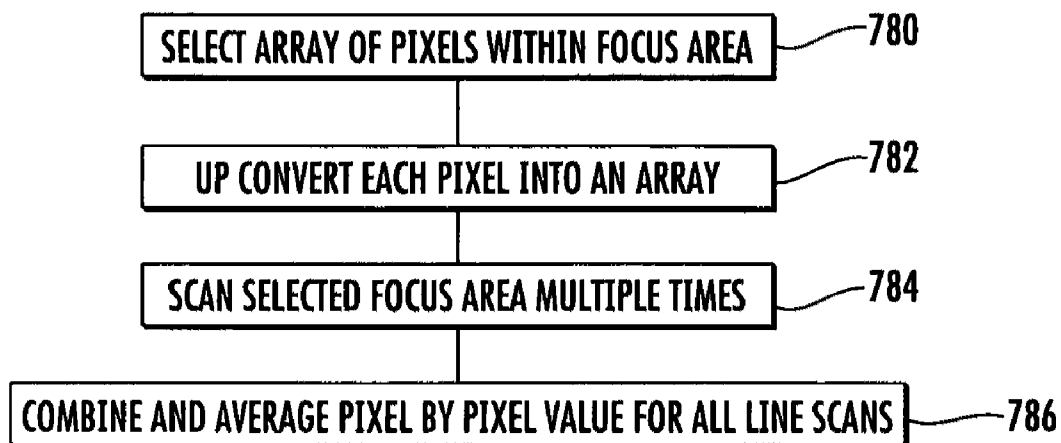 SELECT ARRAY OF PIXELS WITHIN FOCUS AREA
780
UP CONVERT EACH PIXEL INTO AN ARRAY
782
SCAN SELECTED FOCUS AREA MULTIPLE TIMES
784
COMBINE AND AVERAGE PIXEL BY PIXEL VALUE FOR ALL LINE SCANS
786